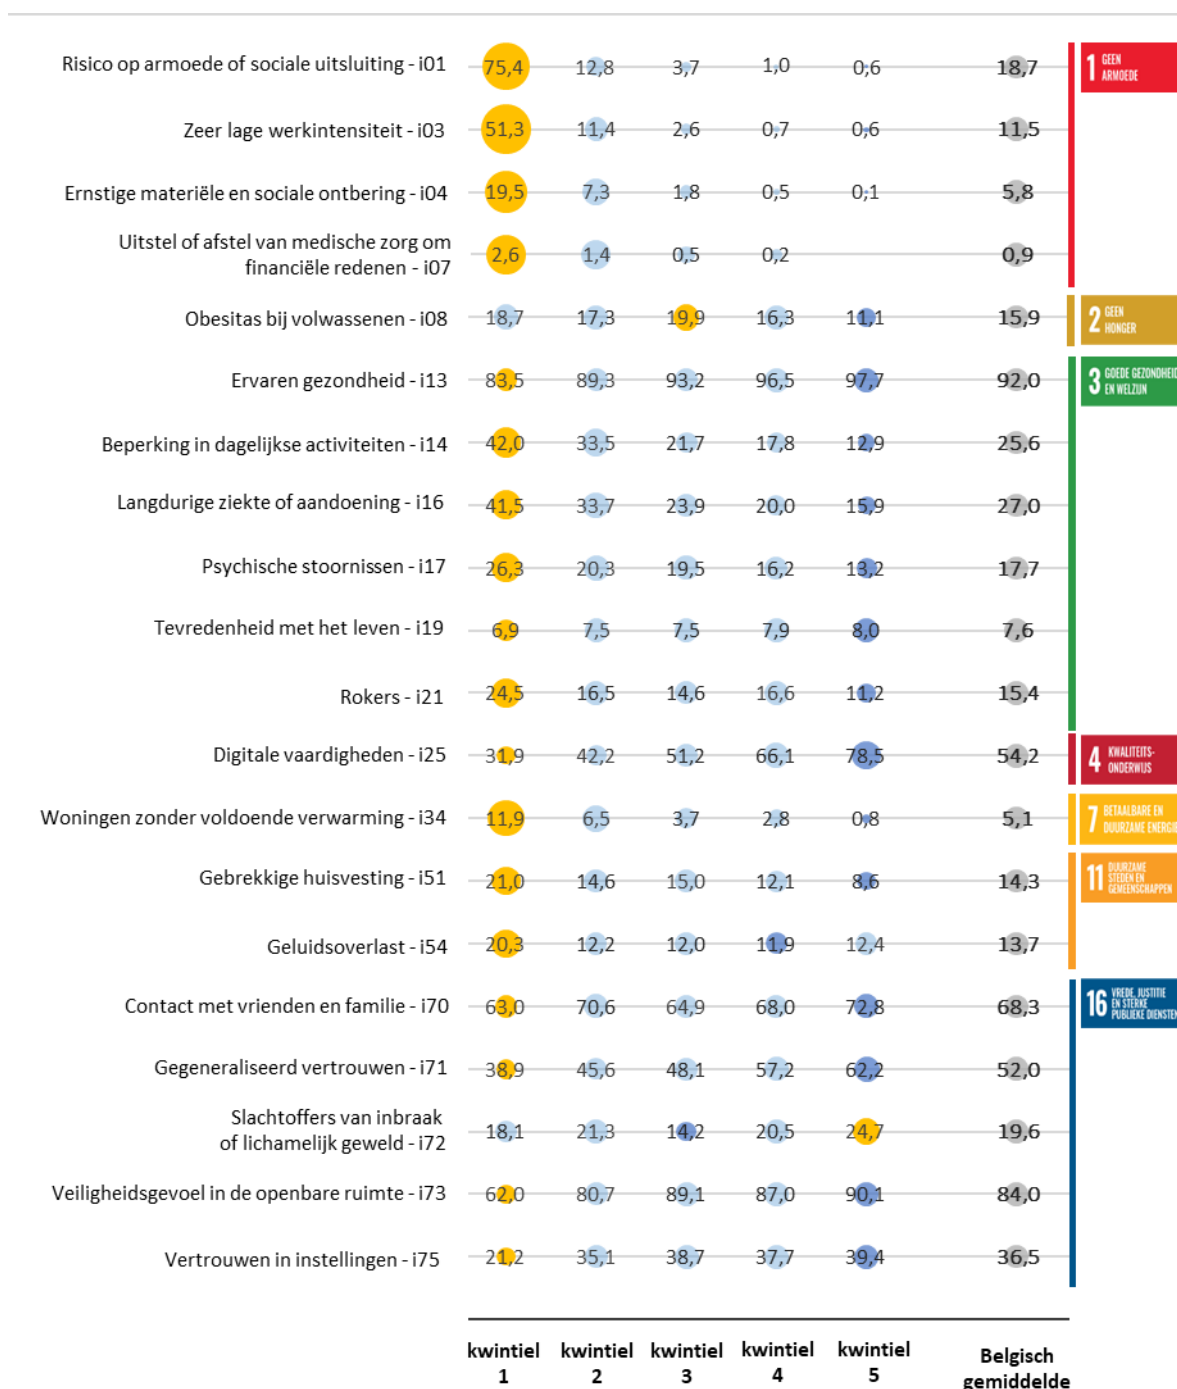 Risico op armoede of sociale uitsluiting - i01 75,4 12,8 3,7 1,0 0,6 18,7
1 GEEN
ARMOEDE
Zeer lage werkintensiteit - i03 51,3 11,4 2,6 0,7 0,6 11,5
Ernstige materiële en sociale ontbering - i04 19,5 7,3 1,8 0,5 0,1 5,8
Uitstel of afstel van medische zorg om
financiële redenen - i07 2,6 1,4 0,5 0,2 0,9
Obesitas bij volwassenen - i08 18,7 17,3 19,9 16,3 11,1 15,9
2 GEEN
HONGER
Ervaren gezondheid - i13 83,5 89,3 93,2 96,5 97,7 92,0
3 GOEDE GEZONDHEID
EN WELZIJN
Beperking in dagelijkse activiteiten - i14 42,0 33,5 21,7 17,8 12,9 25,6
Langdurige ziekte of aandoening - i16 41,5 33,7 23,9 20,0 15,9 27,0
Psychische stoornissen - i17 26,3 20,3 19,5 16,2 13,2 17,7
Tevredenheid met het leven - i19 6,9 7,5 7,5 7,9 8,0 7,6
Rokers - i21 24,5 16,5 14,6 16,6 11,2 15,4
Digitale vaardigheden - i25 31,9 42,2 51,2 66,1 78,5 54,2
4 KWALITEITS-
ONDERWIJS
Woningen zonder voldoende verwarming - i34 11,9 6,5 3,7 2,8 0,8 5,1
7 BETAALBARE EN
DUURZAME ENERGIE
Gebrekkige huisvesting - i51 21,0 14,6 15,0 12,1 8,6 14,3
11 DUURZAME
STEDEN EN
GEMEENSCHAPPEN
Geluidsoverlast - i54 20,3 12,2 12,0 11,9 12,4 13,7
Contact met vrienden en familie - i70 63,0 70,6 64,9 68,0 72,8 68,3
16 VREDE, JUSTITIE
EN STERKE
PUBLIEKE DIENSTEN
Gegeneraliseerd vertrouwen - i71 38,9 45,6 48,1 57,2 62,2 52,0
Slachtoffers van inbraak
of lichamelijk geweld - i72 18,1 21,3 14,2 20,5 24,7 19,6
Veiligheidsgevoel in de openbare ruimte - i73 62,0 80,7 89,1 87,0 90,1 84,0
Vertrouwen in instellingen - i75 21,2 35,1 38,7 37,7 39,4 36,5
kwintiel kwintiel kwintiel kwintiel kwintiel Belgisch
1 2 3 4 5 gemiddelde